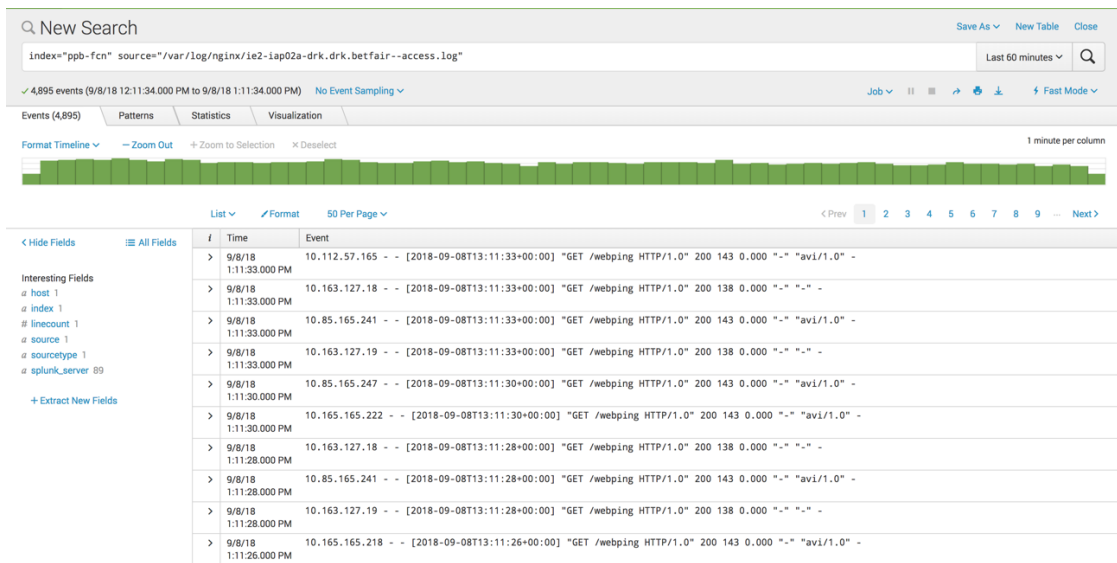 New Search
Save As New Table Close
index="ppb-fcn" source="/var/log/nginx/ie2-iap02a-drk.drk.betfair--access.log"
Last 60 minutes
✓ 4,895 events (9/8/18 12:11:34.000 PM to 9/8/18 1:11:34.000 PM) No Event Sampling
Job Fast Mode
Events (4,895) Patterns Statistics Visualization
Format Timeline — Zoom Out + Zoom to Selection × Deselect
1 minute per column
List Format 50 Per Page
< Prev 1 2 3 4 5 6 7 8 9 ... Next >
< Hide Fields All Fields
i Time Event
Interesting Fields
a host 1
a index 1
# linecount 1
a source 1
a sourcetype 1
a splunk_server 89
+ Extract New Fields
> 9/8/18 10.112.57.165 - - [2018-09-08T13:11:33+00:00] "GET /webping HTTP/1.0" 200 143 0.000 "-" "avi/1.0" -
1:11:33.000 PM
> 9/8/18 10.163.127.18 - - [2018-09-08T13:11:33+00:00] "GET /webping HTTP/1.0" 200 138 0.000 "-" "-" -
1:11:33.000 PM
> 9/8/18 10.85.165.241 - - [2018-09-08T13:11:33+00:00] "GET /webping HTTP/1.0" 200 143 0.000 "-" "avi/1.0" -
1:11:33.000 PM
> 9/8/18 10.163.127.19 - - [2018-09-08T13:11:33+00:00] "GET /webping HTTP/1.0" 200 138 0.000 "-" "-" -
1:11:33.000 PM
> 9/8/18 10.85.165.247 - - [2018-09-08T13:11:30+00:00] "GET /webping HTTP/1.0" 200 143 0.000 "-" "avi/1.0" -
1:11:30.000 PM
> 9/8/18 10.165.165.222 - - [2018-09-08T13:11:30+00:00] "GET /webping HTTP/1.0" 200 143 0.000 "-" "avi/1.0" -
1:11:30.000 PM
> 9/8/18 10.163.127.18 - - [2018-09-08T13:11:28+00:00] "GET /webping HTTP/1.0" 200 138 0.000 "-" "-" -
1:11:28.000 PM
> 9/8/18 10.85.165.241 - - [2018-09-08T13:11:28+00:00] "GET /webping HTTP/1.0" 200 143 0.000 "-" "avi/1.0" -
1:11:28.000 PM
> 9/8/18 10.163.127.19 - - [2018-09-08T13:11:28+00:00] "GET /webping HTTP/1.0" 200 138 0.000 "-" "-" -
1:11:28.000 PM
> 9/8/18 10.165.165.218 - - [2018-09-08T13:11:26+00:00] "GET /webping HTTP/1.0" 200 143 0.000 "-" "avi/1.0" -
1:11:26.000 PM